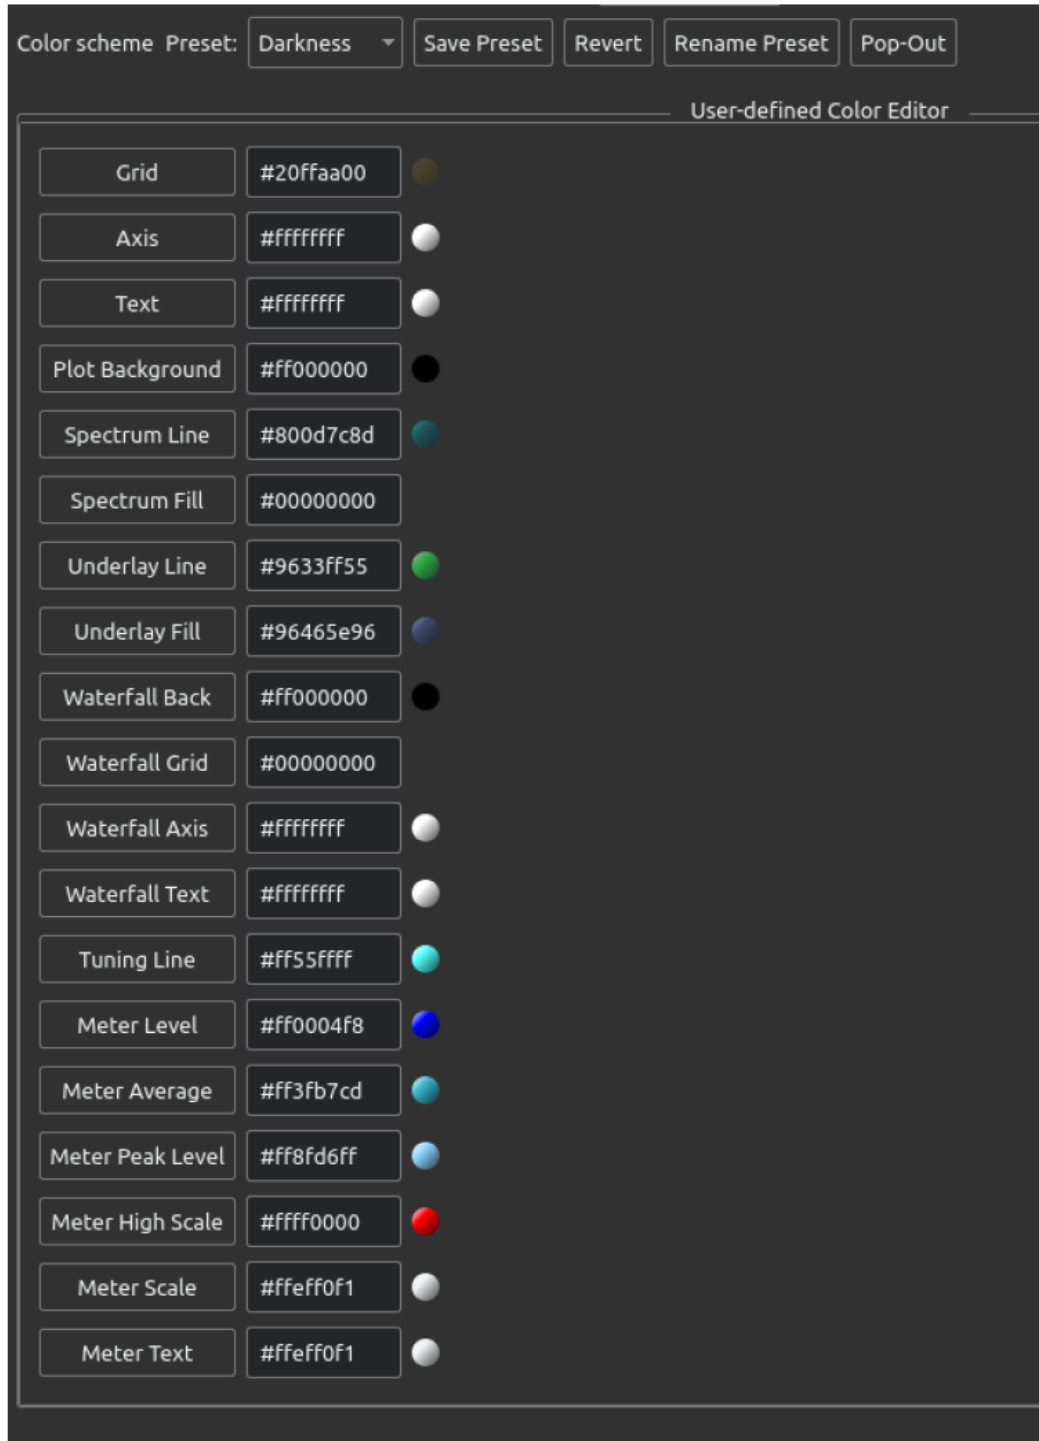 Color scheme Preset: Darkness Save Preset Revert Rename Preset Pop-Out
User-defined Color Editor
Grid #20ffaa00
Axis #ffffffff
Text #ffffffff
Plot Background #ff000000
Spectrum Line #800d7c8d
Spectrum Fill #00000000
Underlay Line #9633ff55
Underlay Fill #96465e96
Waterfall Back #ff000000
Waterfall Grid #00000000
Waterfall Axis #ffffffff
Waterfall Text #ffffffff
Tuning Line #ff55ffff
Meter Level #ff0004f8
Meter Average #ff3fb7cd
Meter Peak Level #ff8fd6ff
Meter High Scale #ffff0000
Meter Scale #ffeff0f1
Meter Text #ffeff0f1